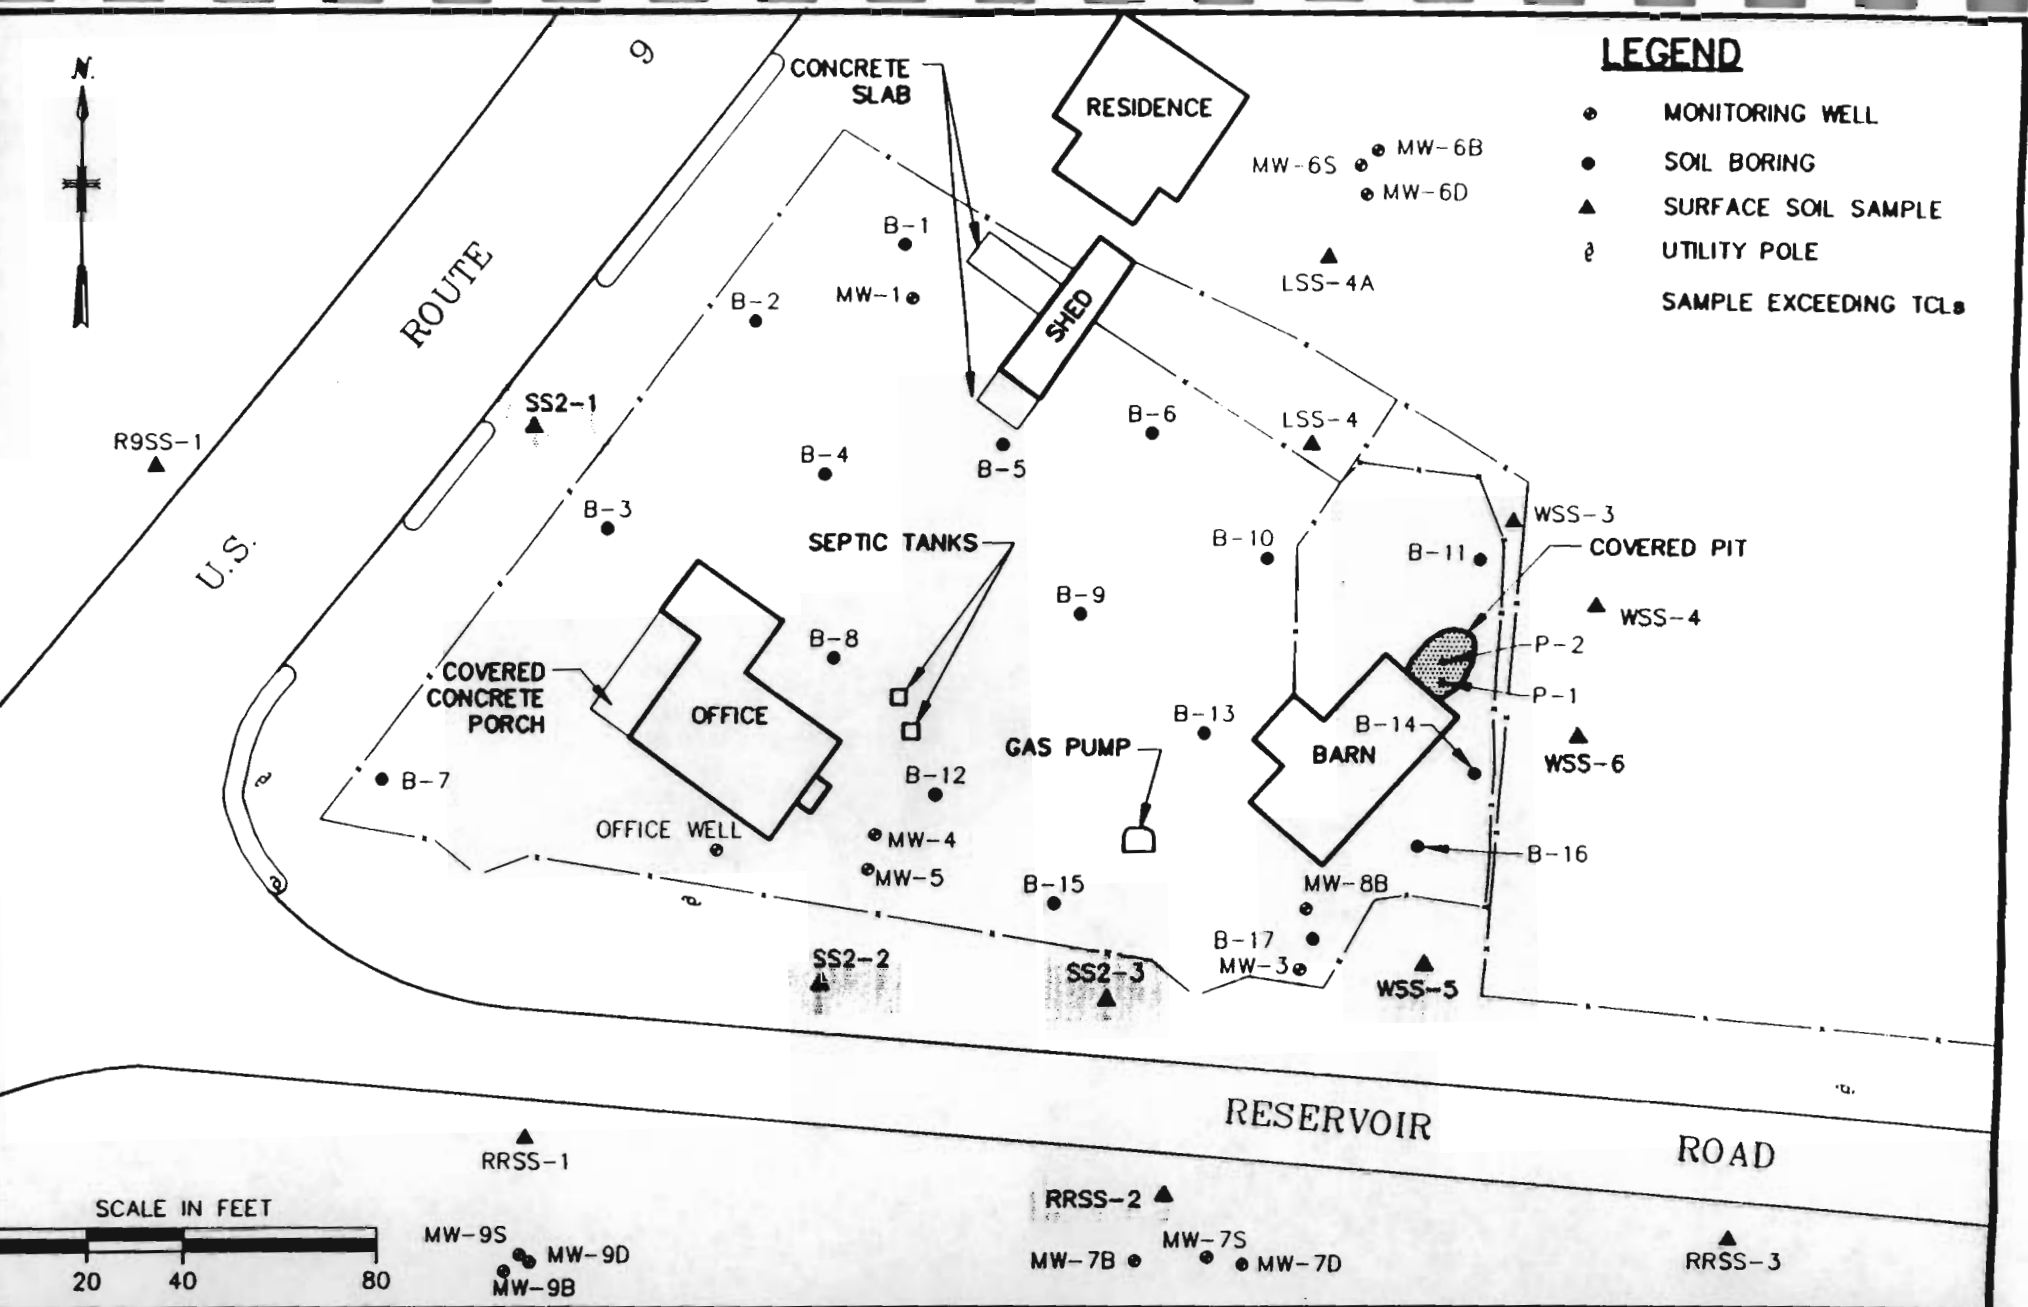 N.
9
ROUTE
U.S.
CONCRETE
SLAB
RESIDENCE
LEGEND
MONITORING WELL
SOIL BORING
SURFACE SOIL SAMPLE
UTILITY POLE
SAMPLE EXCEEDING TCLs
MW-6B
MW-6S
MW-6D
LSS-4A
B-1
MW-1
B-2
SHED
SS2-1
R9SS-1
B-6
LSS-4
B-4
B-5
B-3
SEPTIC TANKS
B-10
B-11
WSS-3
COVERED PIT
B-9
WSS-4
B-8
P-2
P-1
COVERED
CONCRETE
PORCH
OFFICE
B-13
B-14
GAS PUMP
BARN
WSS-6
B-7
B-12
OFFICE WELL
MW-4
MW-5
B-15
MW-8B
B-16
B-17
MW-3
SS2-2
SS2-3
WSS-5
RESERVOIR
ROAD
RRSS-1
RRSS-2
RRSS-3
SCALE IN FEET
20
40
80
MW-9S
MW-9D
MW-9B
MW-7S
MW-7B
MW-7D